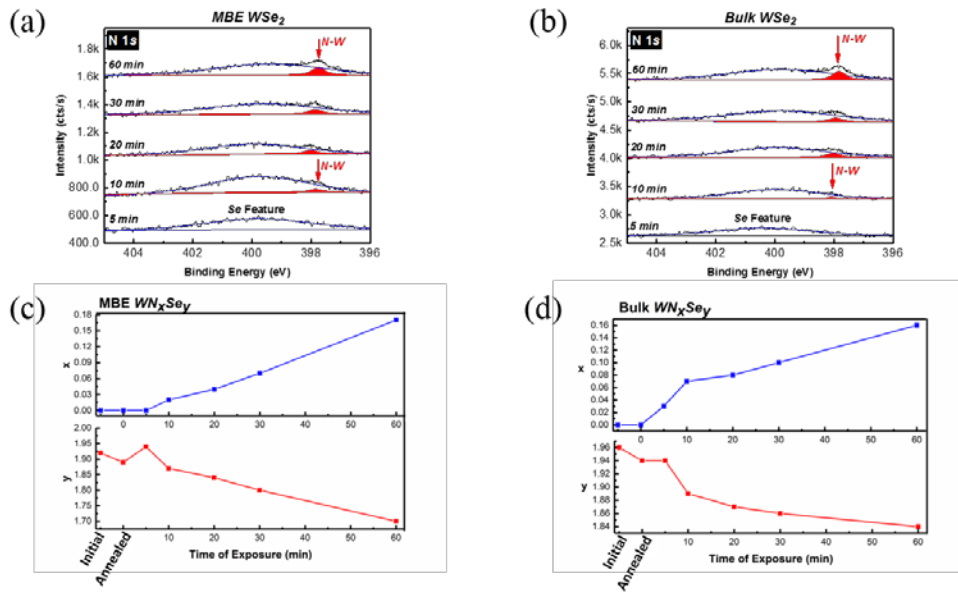 (a)
MBE WSe2
N 1s
N-W
1.8k
60 min
1.6k
30 min
1.4k
1.2k
20 min
1.0k
N-W
10 min
800.0
600.0
Se Feature
5 min
400.0
404 402 400 398 396
Binding Energy (eV)
Intensity (cts/s)
(b)
Bulk WSe2
N 1s
N-W
6.0k
60 min
5.5k
5.0k
30 min
4.5k
20 min
4.0k
N-W
10 min
3.5k
3.0k
Se Feature
5 min
2.5k
404 402 400 398 396
Binding Energy (eV)
Intensity (cts/s)
(c)
MBE WNxSey
0.18
0.15
0.12
0.09
0.06
0.03
0.00
x
0 10 20 30 40 50 60
2.00
1.95
1.90
1.85
1.80
1.75
1.70
y
Initial
Annealed
10 20 30 40 50 60
Time of Exposure (min)
(d)
Bulk WNxSey
0.16
0.14
0.12
0.10
0.08
0.06
0.04
0.02
0.00
x
0 10 20 30 40 50 60
1.96
1.96
1.92
1.88
1.84
y
Initial
Annealed
10 20 30 40 50 60
Time of Exposure (min)